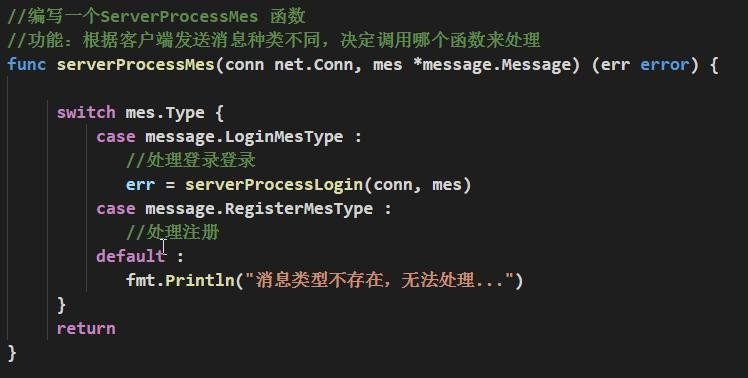 //编写一个ServerProcessMes 函数
//功能：根据客户端发送消息种类不同，决定调用哪个函数来处理
func serverProcessMes(conn net.Conn, mes *message.Message) (err error) {
switch mes.Type {
case message.LoginMesType :
//处理登录登录
err = serverProcessLogin(conn, mes)
case message.RegisterMesType :
//处理注册
default :
fmt.Println("消息类型不存在，无法处理...")
}
return
}